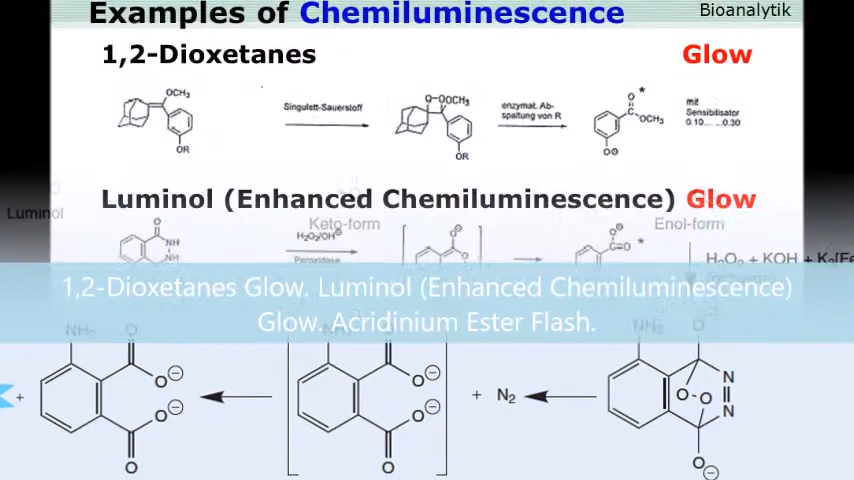 Examples of Chemiluminescence
Bioanalytik
1,2-Dioxetanes Glow
OCH₃
OR
Singulett-Sauerstoff
O-OOCH₃
OR
enzymat. Ab-
spaltung von R
O
*
C
OCH₃
O⊖
mit
Sensibilisator
0.10... ...0.30
Luminol (Enhanced Chemiluminescence) Glow
Luminol
Keto-form
Enol-form
O
NH
NH
H₂O₂/OH⊖
Peroxidase
O⊖
O
O⊖
C=O *
H₂O₂ + KOH + K₃[Fe
1,2-Dioxetanes Glow. Luminol (Enhanced Chemiluminescence)
Glow. Acridinium Ester Flash.
NH₂ O
O⊖
O⊖
O
+
O
O⊖
O⊖
O
+ N₂
NH₂ O
O-O
N
N
O⊖